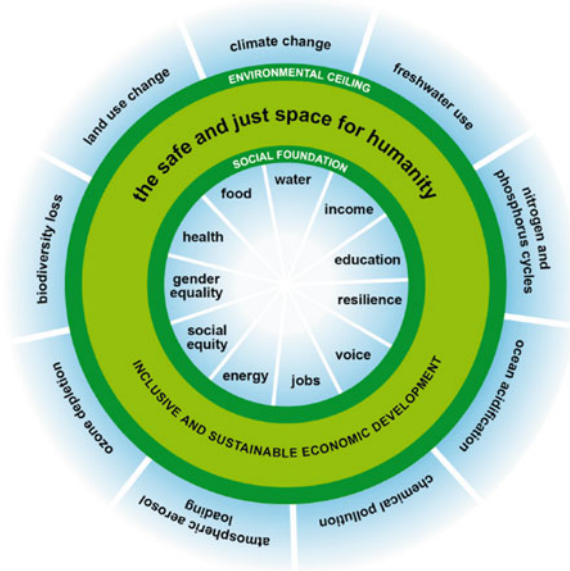 climate change
freshwater use
nitrogen and
phosphorus cycles
ocean acidification
chemical pollution
atmospheric aerosol
loading
ozone depletion
biodiversity loss
land use change
ENVIRONMENTAL CEILING
the safe and just space for humanity
SOCIAL FOUNDATION
water
income
education
resilience
voice
jobs
energy
social
equity
gender
equality
health
food
INCLUSIVE AND SUSTAINABLE ECONOMIC DEVELOPMENT